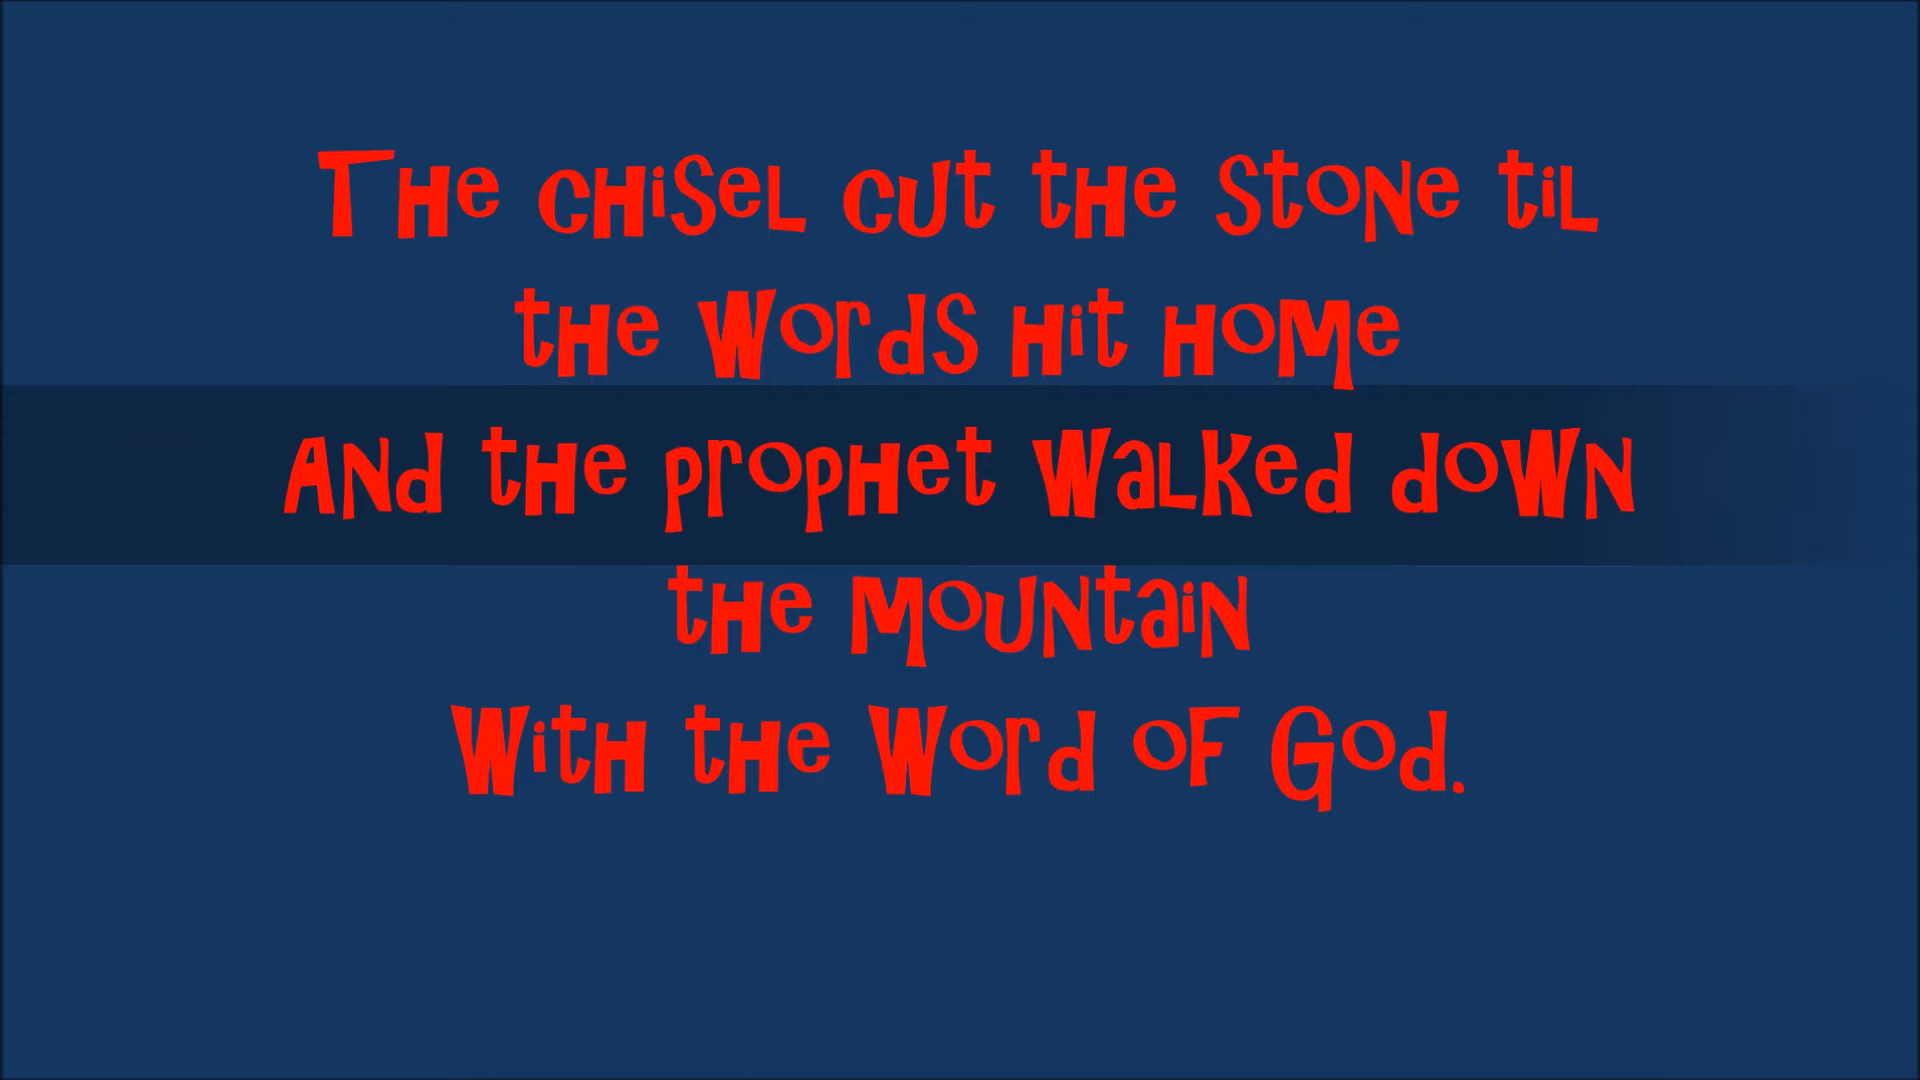 The chisel cut the stone til
the words hit home
And the prophet walked down
the mountain
With the Word of God.